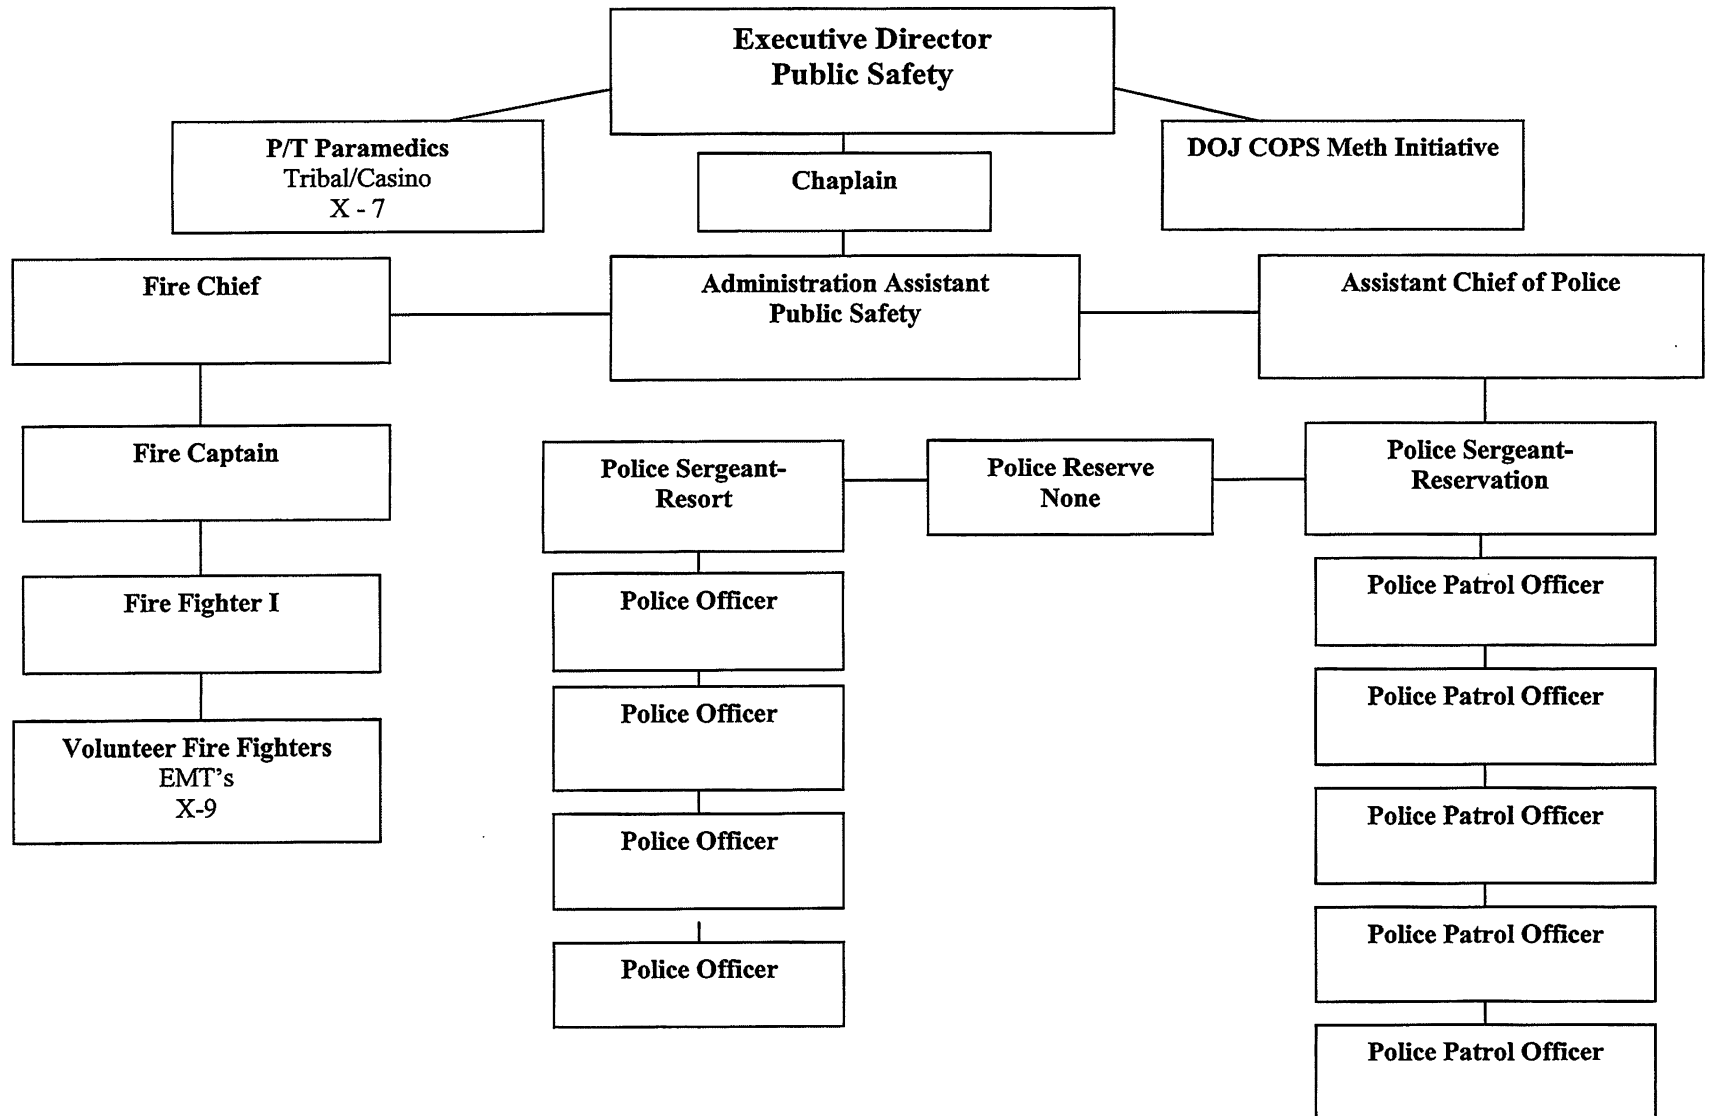 Executive Director
Public Safety
P/T Paramedics
Tribal/Casino
X - 7
Chaplain
DOJ COPS Meth Initiative
Fire Chief
Administration Assistant
Public Safety
Assistant Chief of Police
Fire Captain
Police Sergeant-
Resort
Police Reserve
None
Police Sergeant-
Reservation
Fire Fighter I
Police Officer
Police Patrol Officer
Volunteer Fire Fighters
EMT's
X-9
Police Officer
Police Patrol Officer
Police Officer
Police Patrol Officer
Police Officer
Police Patrol Officer
Police Patrol Officer